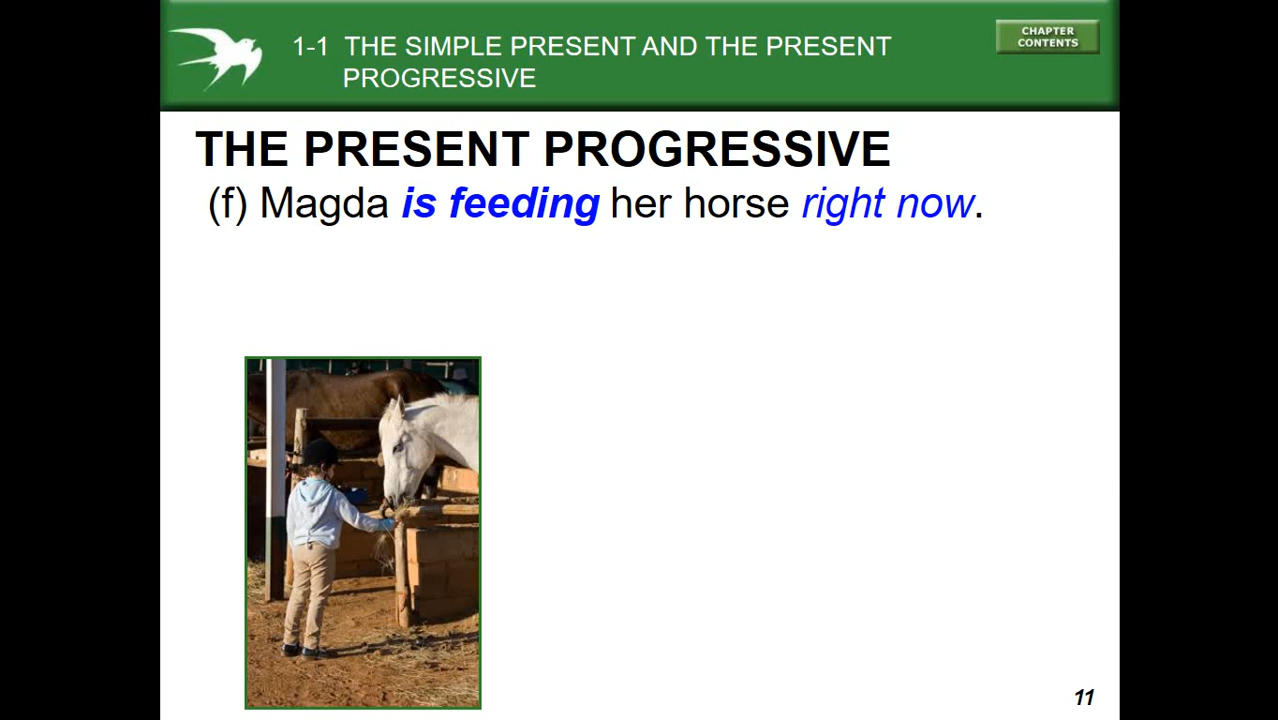 1-1 THE SIMPLE PRESENT AND THE PRESENT
PROGRESSIVE
CHAPTER
CONTENTS
THE PRESENT PROGRESSIVE
(f) Magda is feeding her horse right now.
11